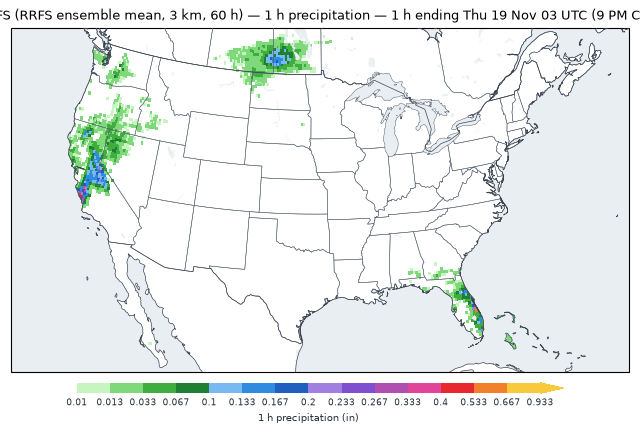 (RRFS ensemble mean, 3 km, 60 h) — 1 h precipitation — 1 h ending Thu 19 Nov 03 UTC (9 PM
0.01 0.013 0.033 0.067 0.1 0.133 0.167 0.2 0.233 0.267 0.333 0.4 0.533 0.667 0.933
1 h precipitation (in)